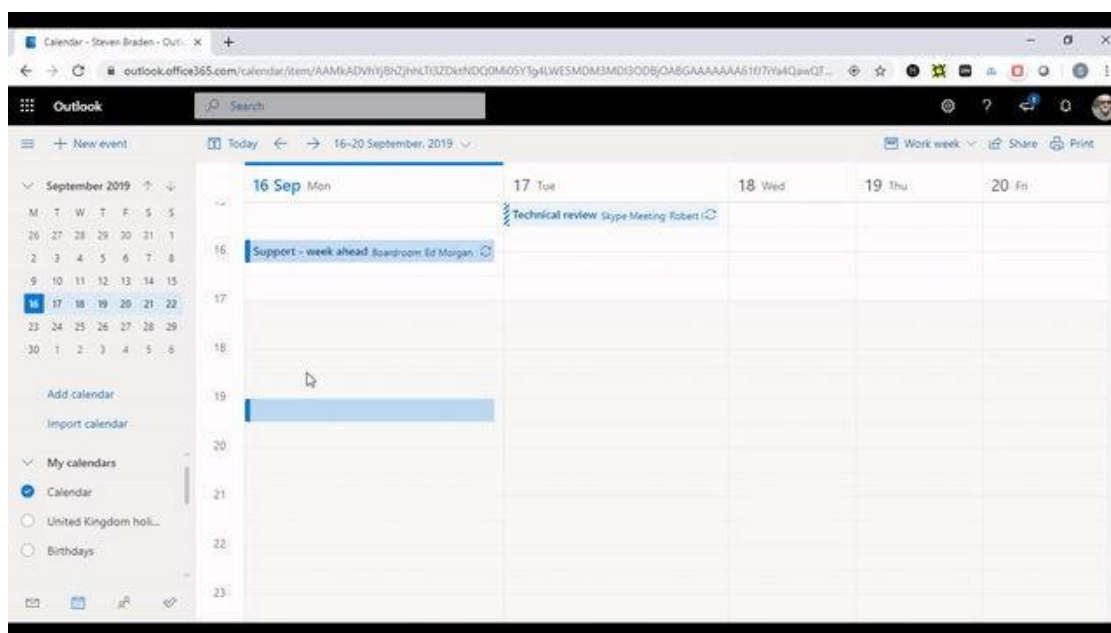 Calendar - Steven Braden - Outl
Outlook
Search
New event
Today
16–20 September, 2019
Work week
Share
Print
September 2019
M T W T F S S
26 27 28 29 30 31 1
2 3 4 5 6 7 8
9 10 11 12 13 14 15
16 17 18 19 20 21 22
23 24 25 26 27 28 29
30 1 2 3 4 5 6
Add calendar
Import calendar
My calendars
Calendar
United Kingdom holi...
Birthdays
16 Sep Mon
17 Tue
18 Wed
19 Thu
20 Fri
Technical review Skype Meeting Robert
16
Support - week ahead Boardroom Ed Morgan
17
18
19
20
21
22
23